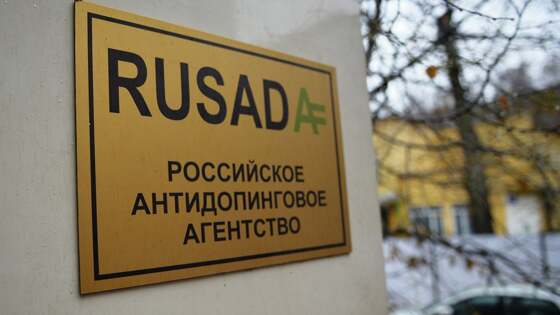 RUSADA
РОССИЙСКОЕ
АНТИДОПИНГОВОЕ
АГЕНТСТВО